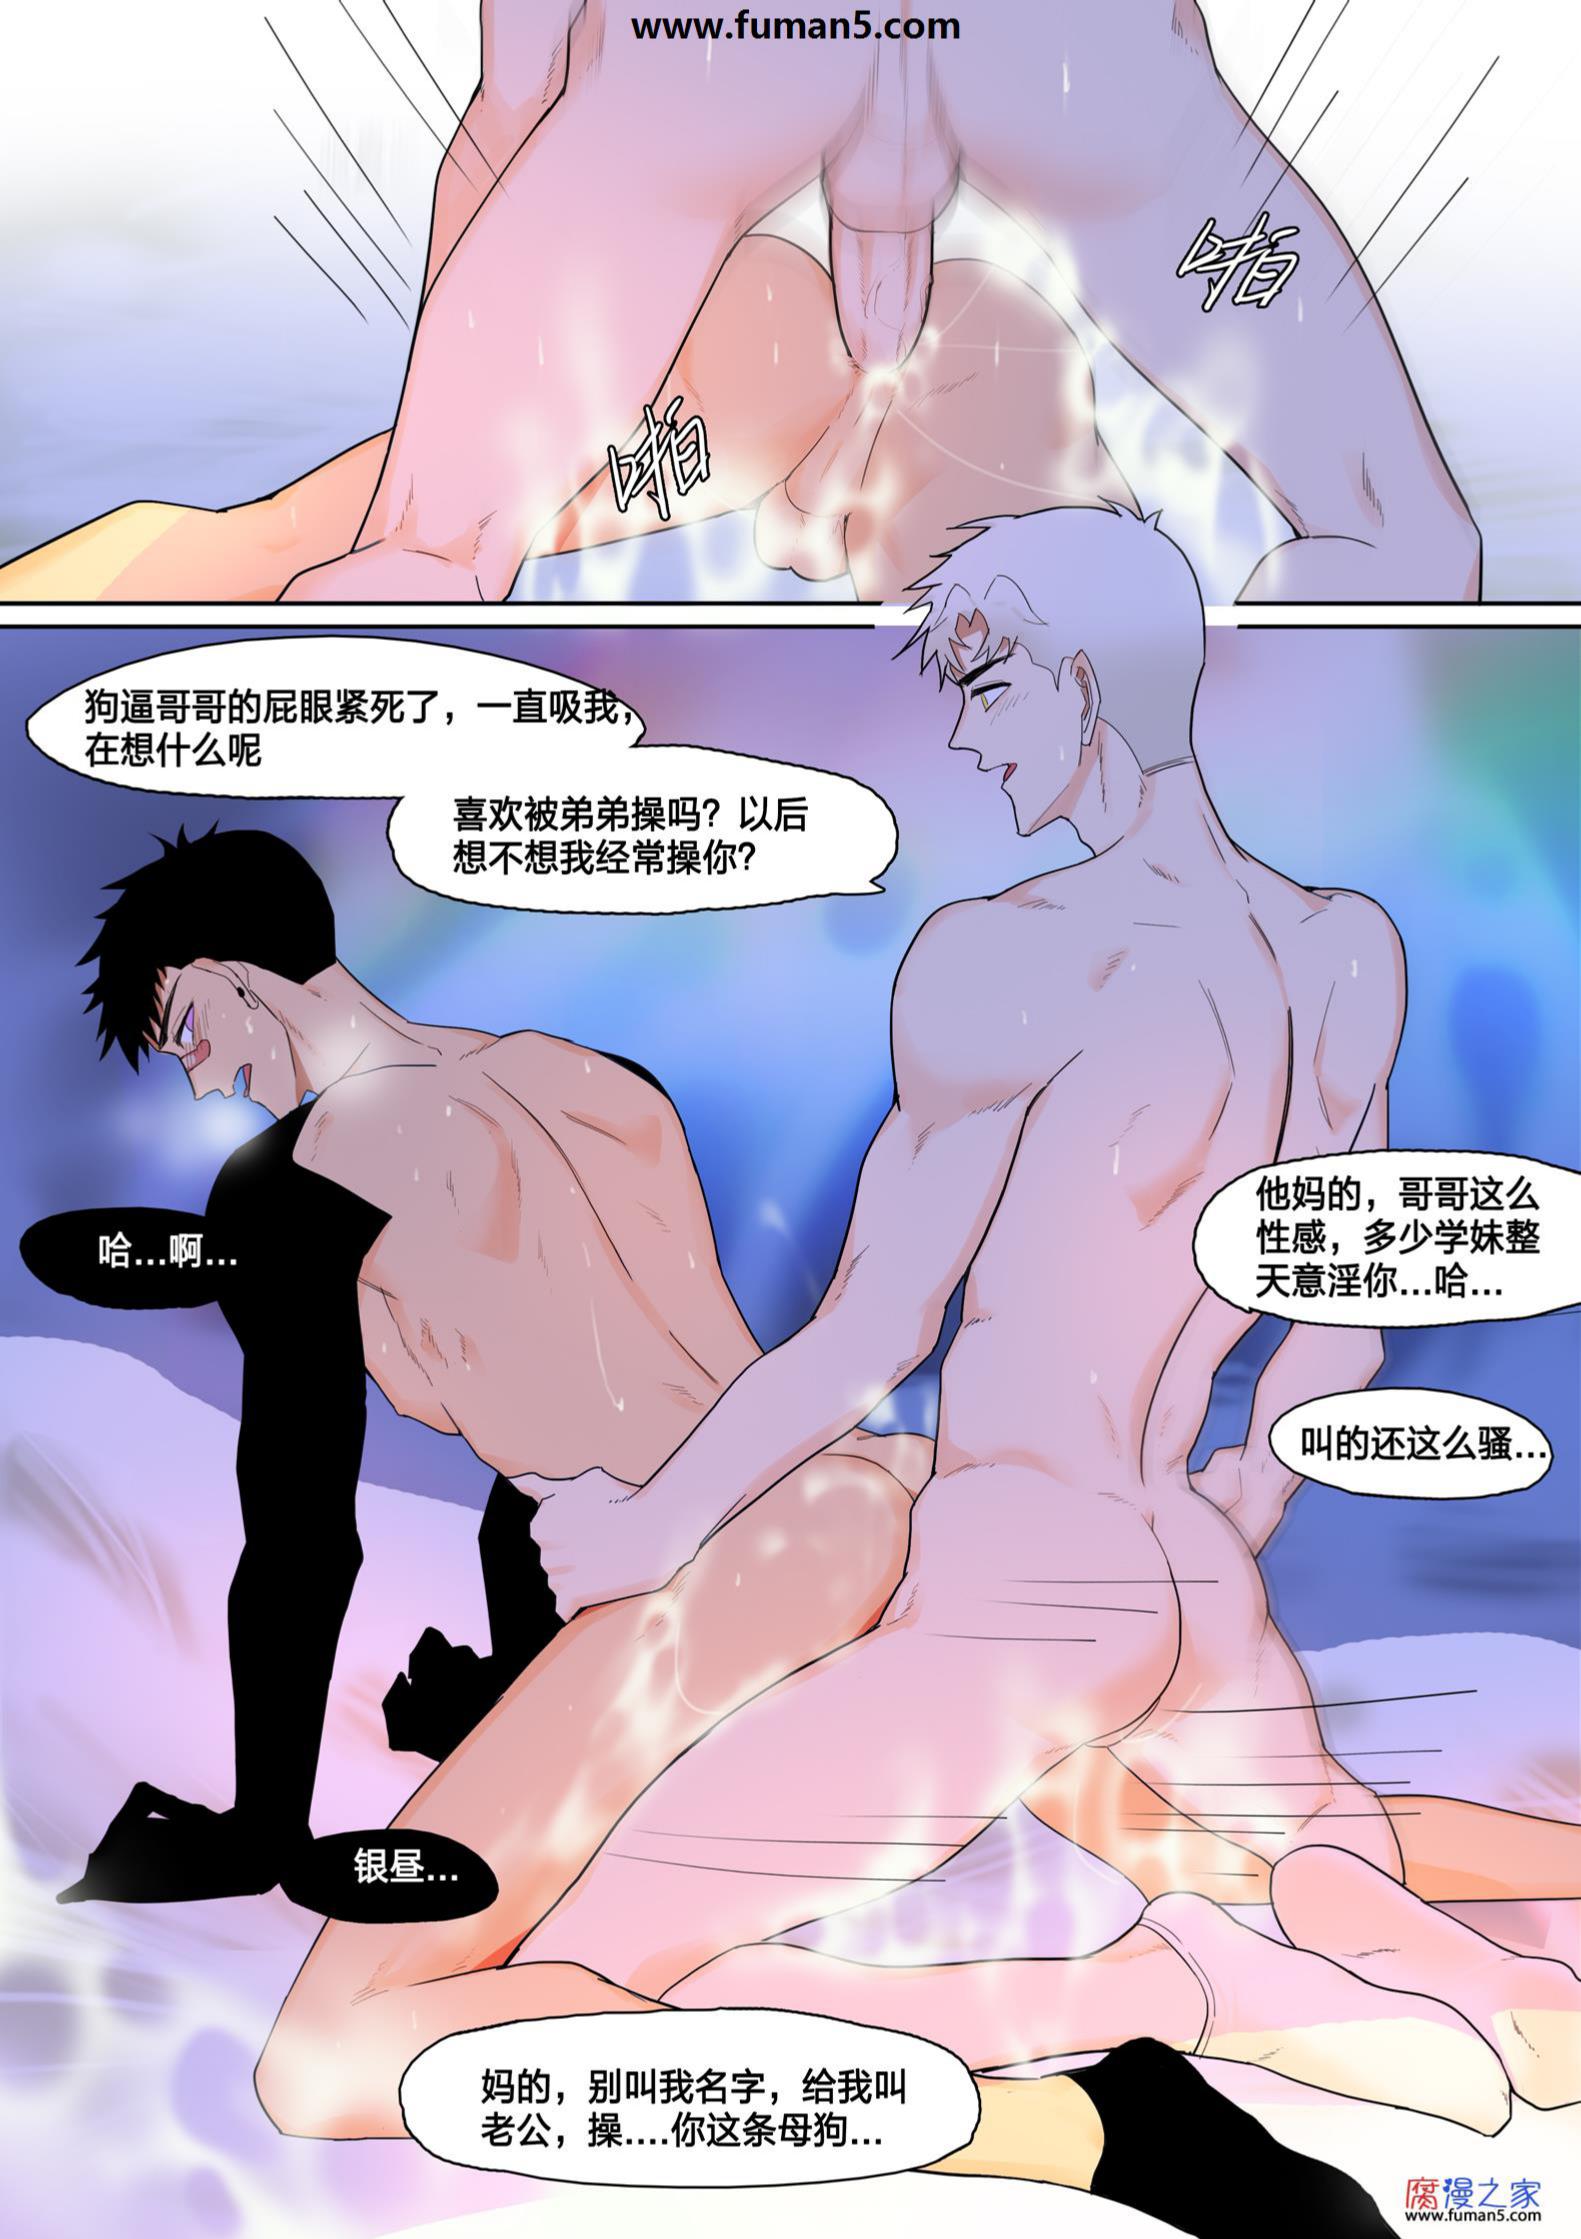 www.fuman5.com
啪
啪
狗逼哥哥的屁眼紧死了，一直吸我，
在想什么呢
喜欢被弟弟操吗？以后
想不想我经常操你？
他妈的，哥哥这么
性感，多少学妹整
天意淫你…哈…
哈…啊…
叫的还这么骚…
银昼…
妈的，别叫我名字，给我叫
老公，操....你这条母狗…
腐漫之家
www.fuman5.com